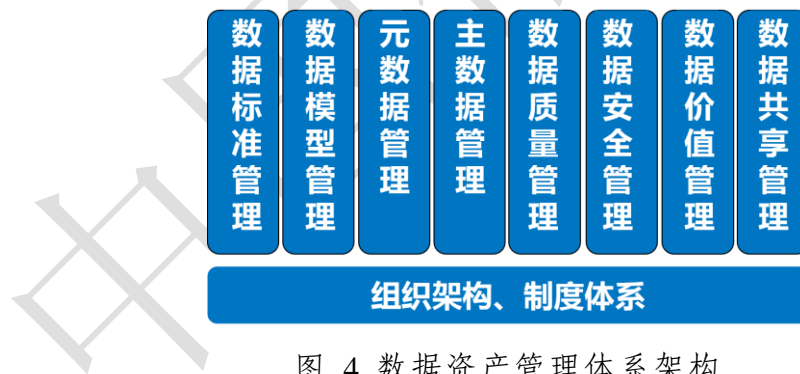 数据标准管理
数据模型管理
元数据管理
主数据管理
数据质量管理
数据安全管理
数据价值管理
数据共享管理
组织架构、制度体系
图 4 数据资产管理体系架构